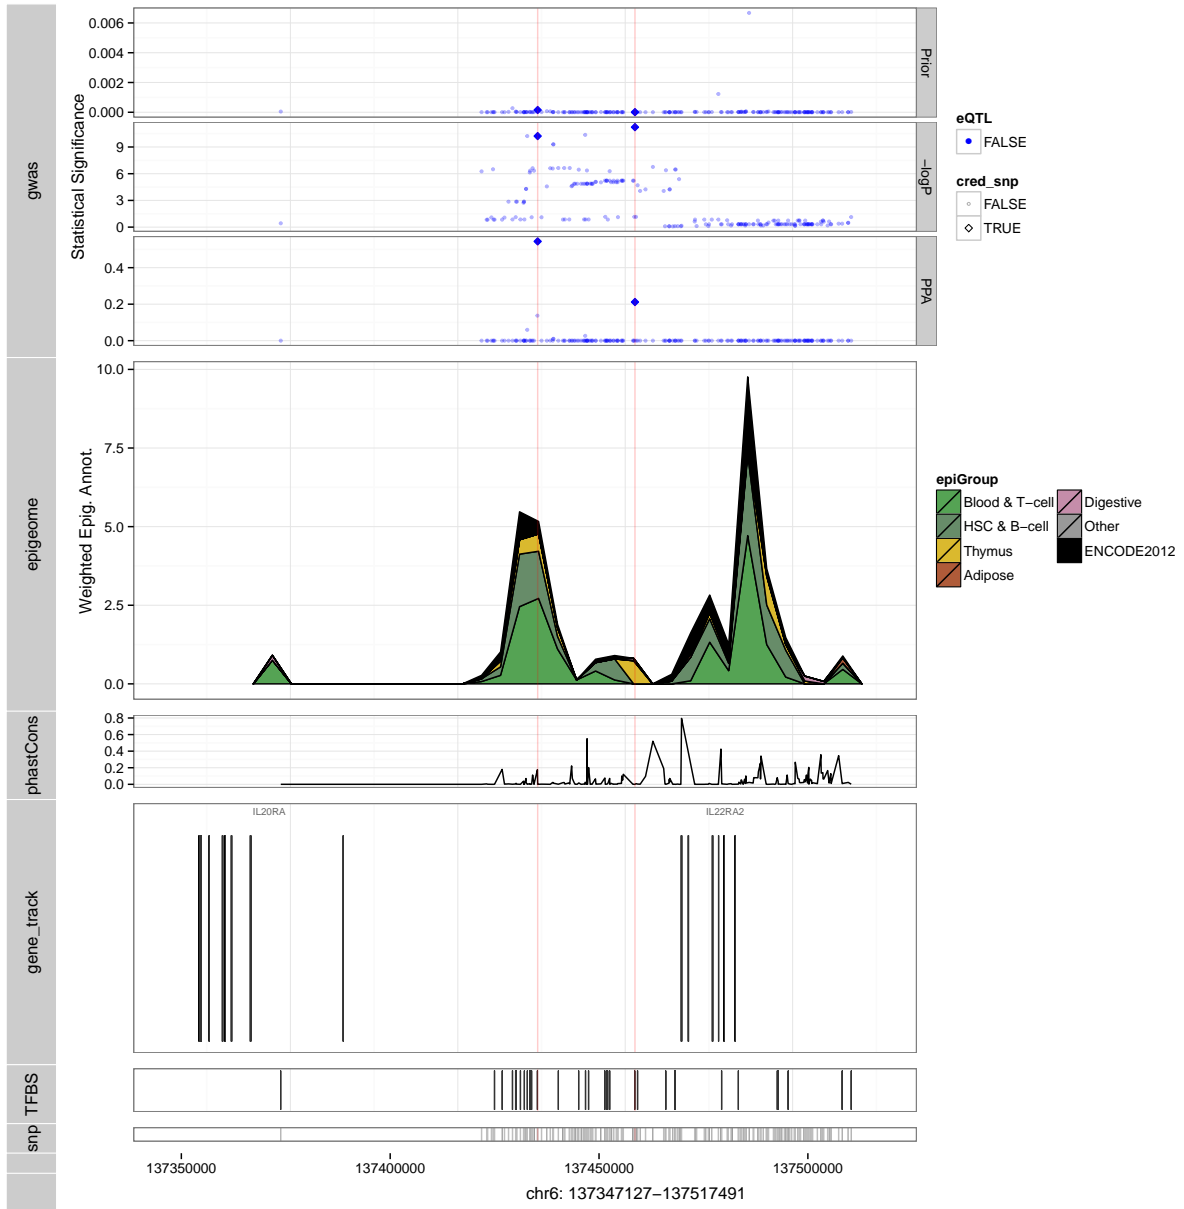 gwas
Statistical Significance
0.006
0.004
0.002
0.000
Prior
9
6
3
0
−logP
0.4
0.2
0.0
PPA
eQTL
FALSE
cred_snp
FALSE
TRUE
epigeome
Weighted Epig. Annot.
10.0
7.5
5.0
2.5
0.0
epiGroup
Blood & T−cell
HSC & B−cell
Thymus
Adipose
Digestive
Other
ENCODE2012
phastCons
0.8
0.6
0.4
0.2
0.0
gene_track
IL20RA
IL22RA2
TFBS
snp
137350000
137400000
137450000
137500000
chr6: 137347127−137517491